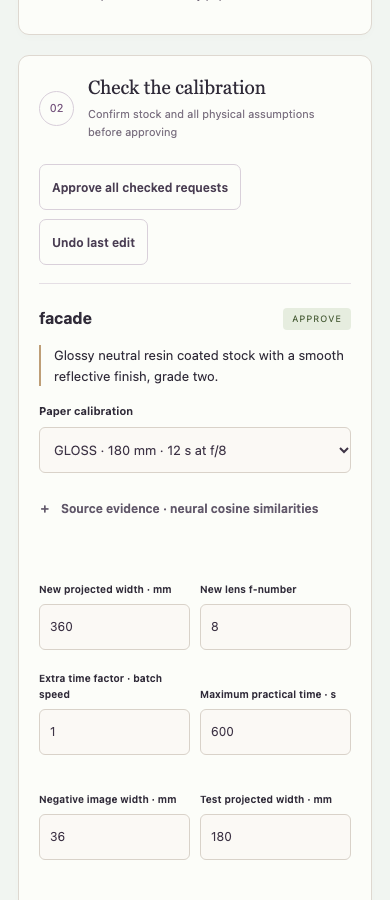 02
Check the calibration
Confirm stock and all physical assumptions
before approving
Approve all checked requests
Undo last edit
facade
APPROVE
Glossy neutral resin coated stock with a smooth
reflective finish, grade two.
Paper calibration
GLOSS · 180 mm · 12 s at f/8
+ Source evidence · neural cosine similarities
New projected width · mm
New lens f-number
360
8
Extra time factor · batch
speed
Maximum practical time · s
1
600
Negative image width · mm
Test projected width · mm
36
180